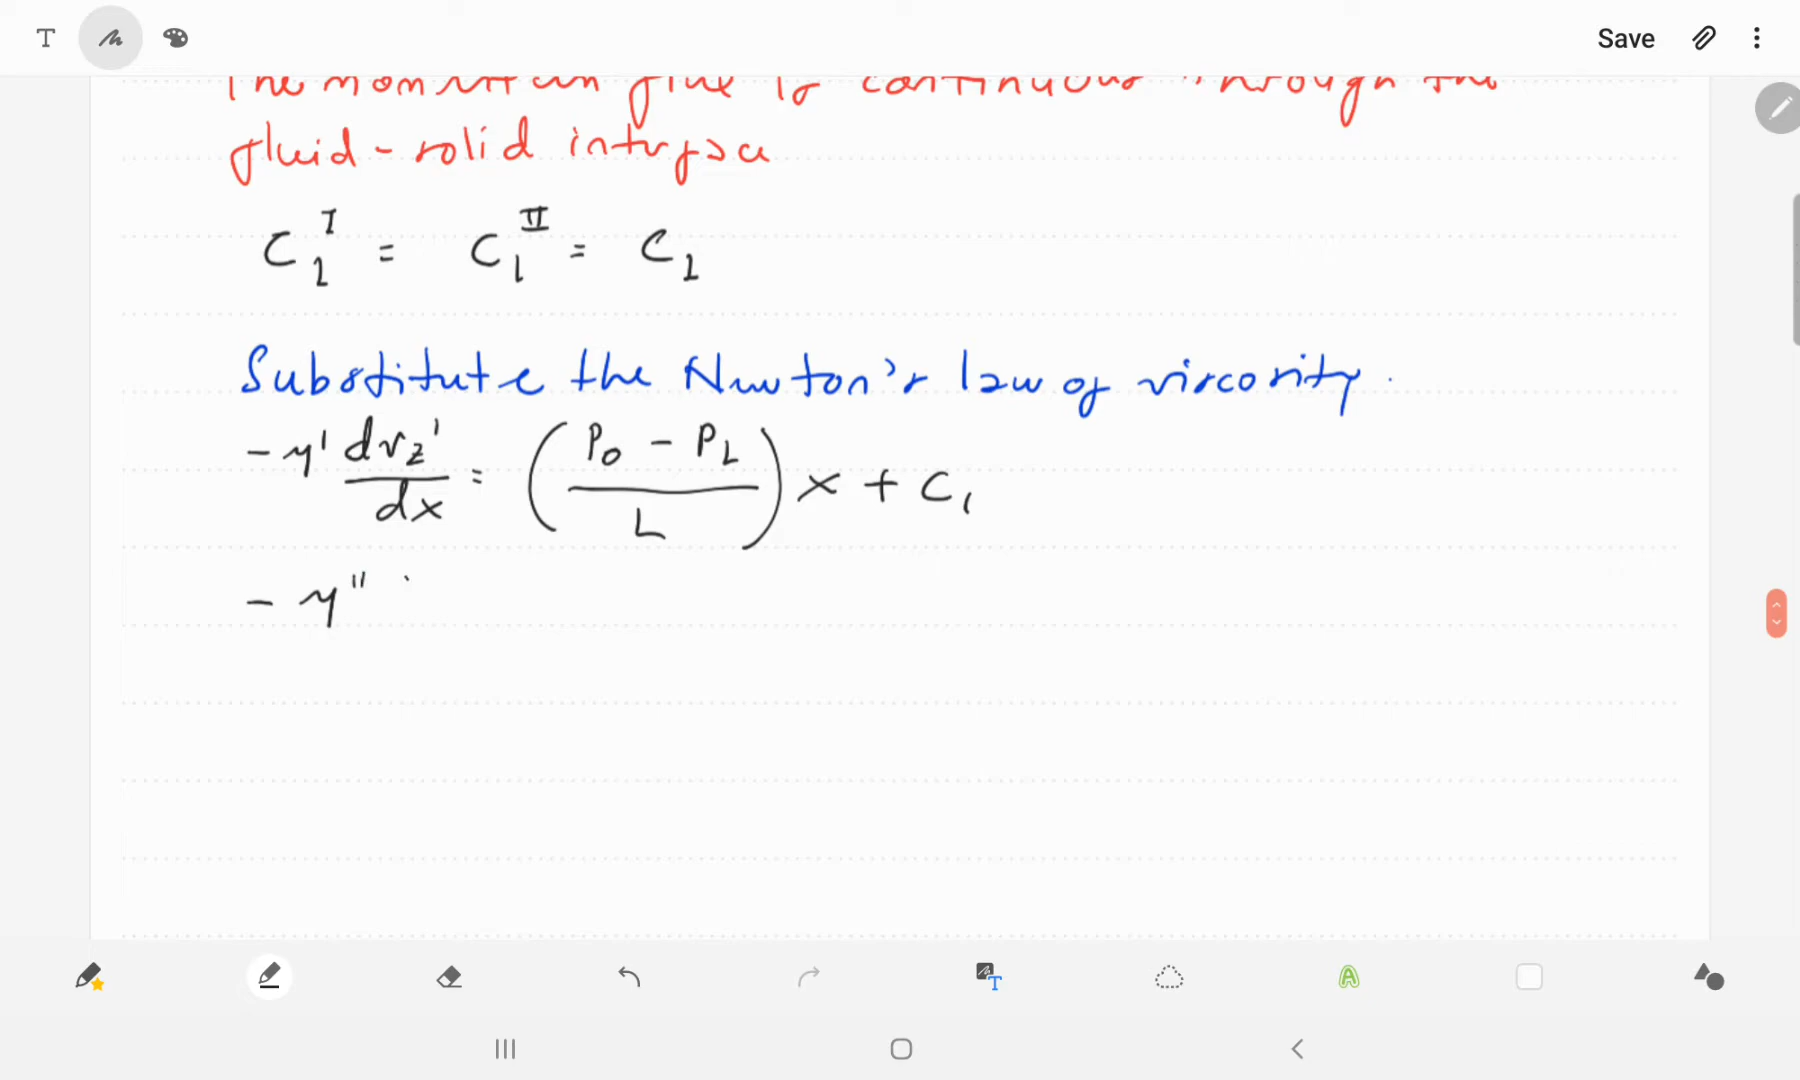 T
Save
The momentum flux is continuous through the
fluid - solid interface
C₁ᴵ = C₁ᴵᴵ = C₁
Substitute the Newton's law of viscosity.
-η' dv_z'/dx = (P₀ - P_L / L) x + C₁
-η''